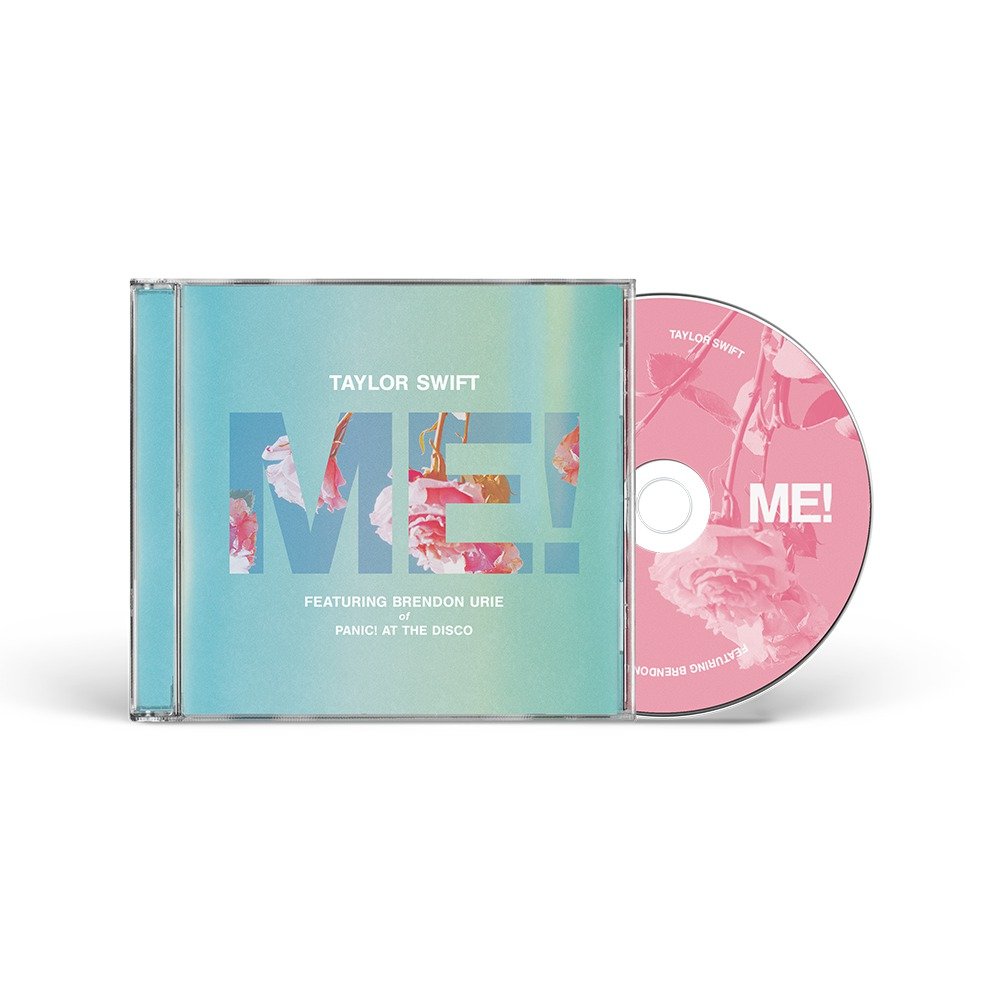 TAYLOR SWIFT
ME!
FEATURING BRENDON URIE
of
PANIC! AT THE DISCO
TAYLOR SWIFT
ME!
FEATURING BRENDON